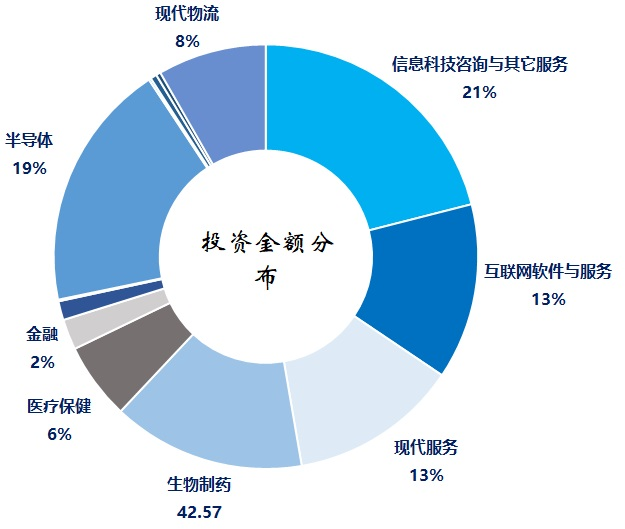 现代物流
8%
信息科技咨询与其它服务
21%
半导体
19%
投资金额分
布
互联网软件与服务
13%
金融
2%
医疗保健
6%
现代服务
13%
生物制药
42.57